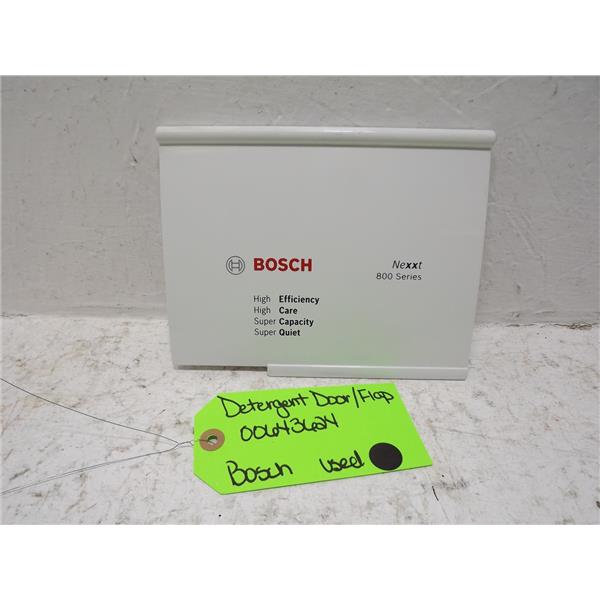 BOSCH
Nexxt
800 Series
High Efficiency
High Care
Super Capacity
Super Quiet
Detergent Door/Flap
00643624
Bosch used